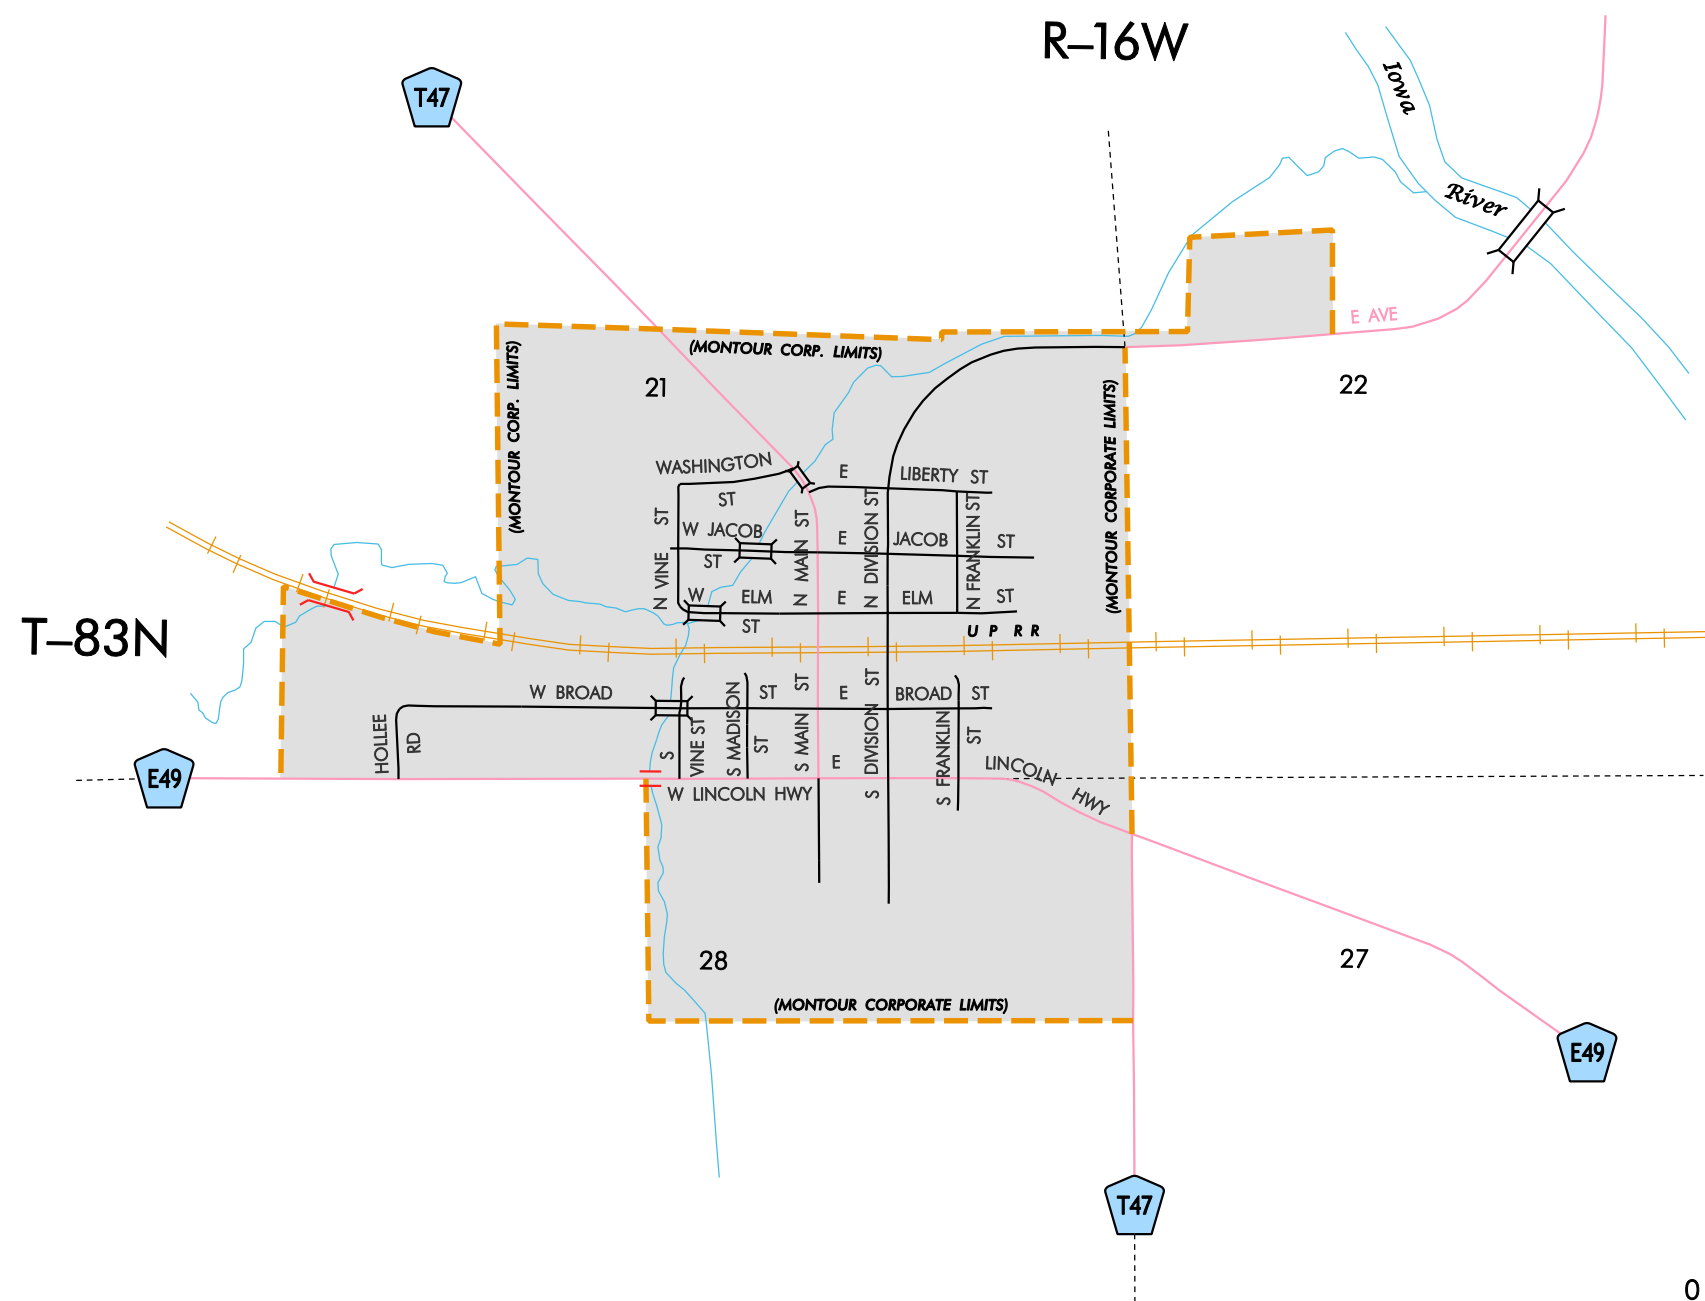 R–16W
Iowa
T47
River
E AVE
(MONTOUR CORP. LIMITS)
(MONTOUR CORP. LIMITS)
21
22
(MONTOUR CORPORATE LIMITS)
WASHINGTON
ST
E LIBERTY ST
N VINE ST
W JACOB
ST
E JACOB ST
N MAIN ST
N DIVISION ST
N FRANKLIN ST
W ELM
ST
E ELM ST
U P R R
T–83N
W BROAD
ST
E BROAD ST
HOLLEE
RD
S
VINE ST
S MADISON
ST
S MAIN ST
S DIVISION ST
S FRANKLIN
ST
E49
W LINCOLN HWY
E
LINCOLN
HWY
28
27
(MONTOUR CORPORATE LIMITS)
E49
T47
0